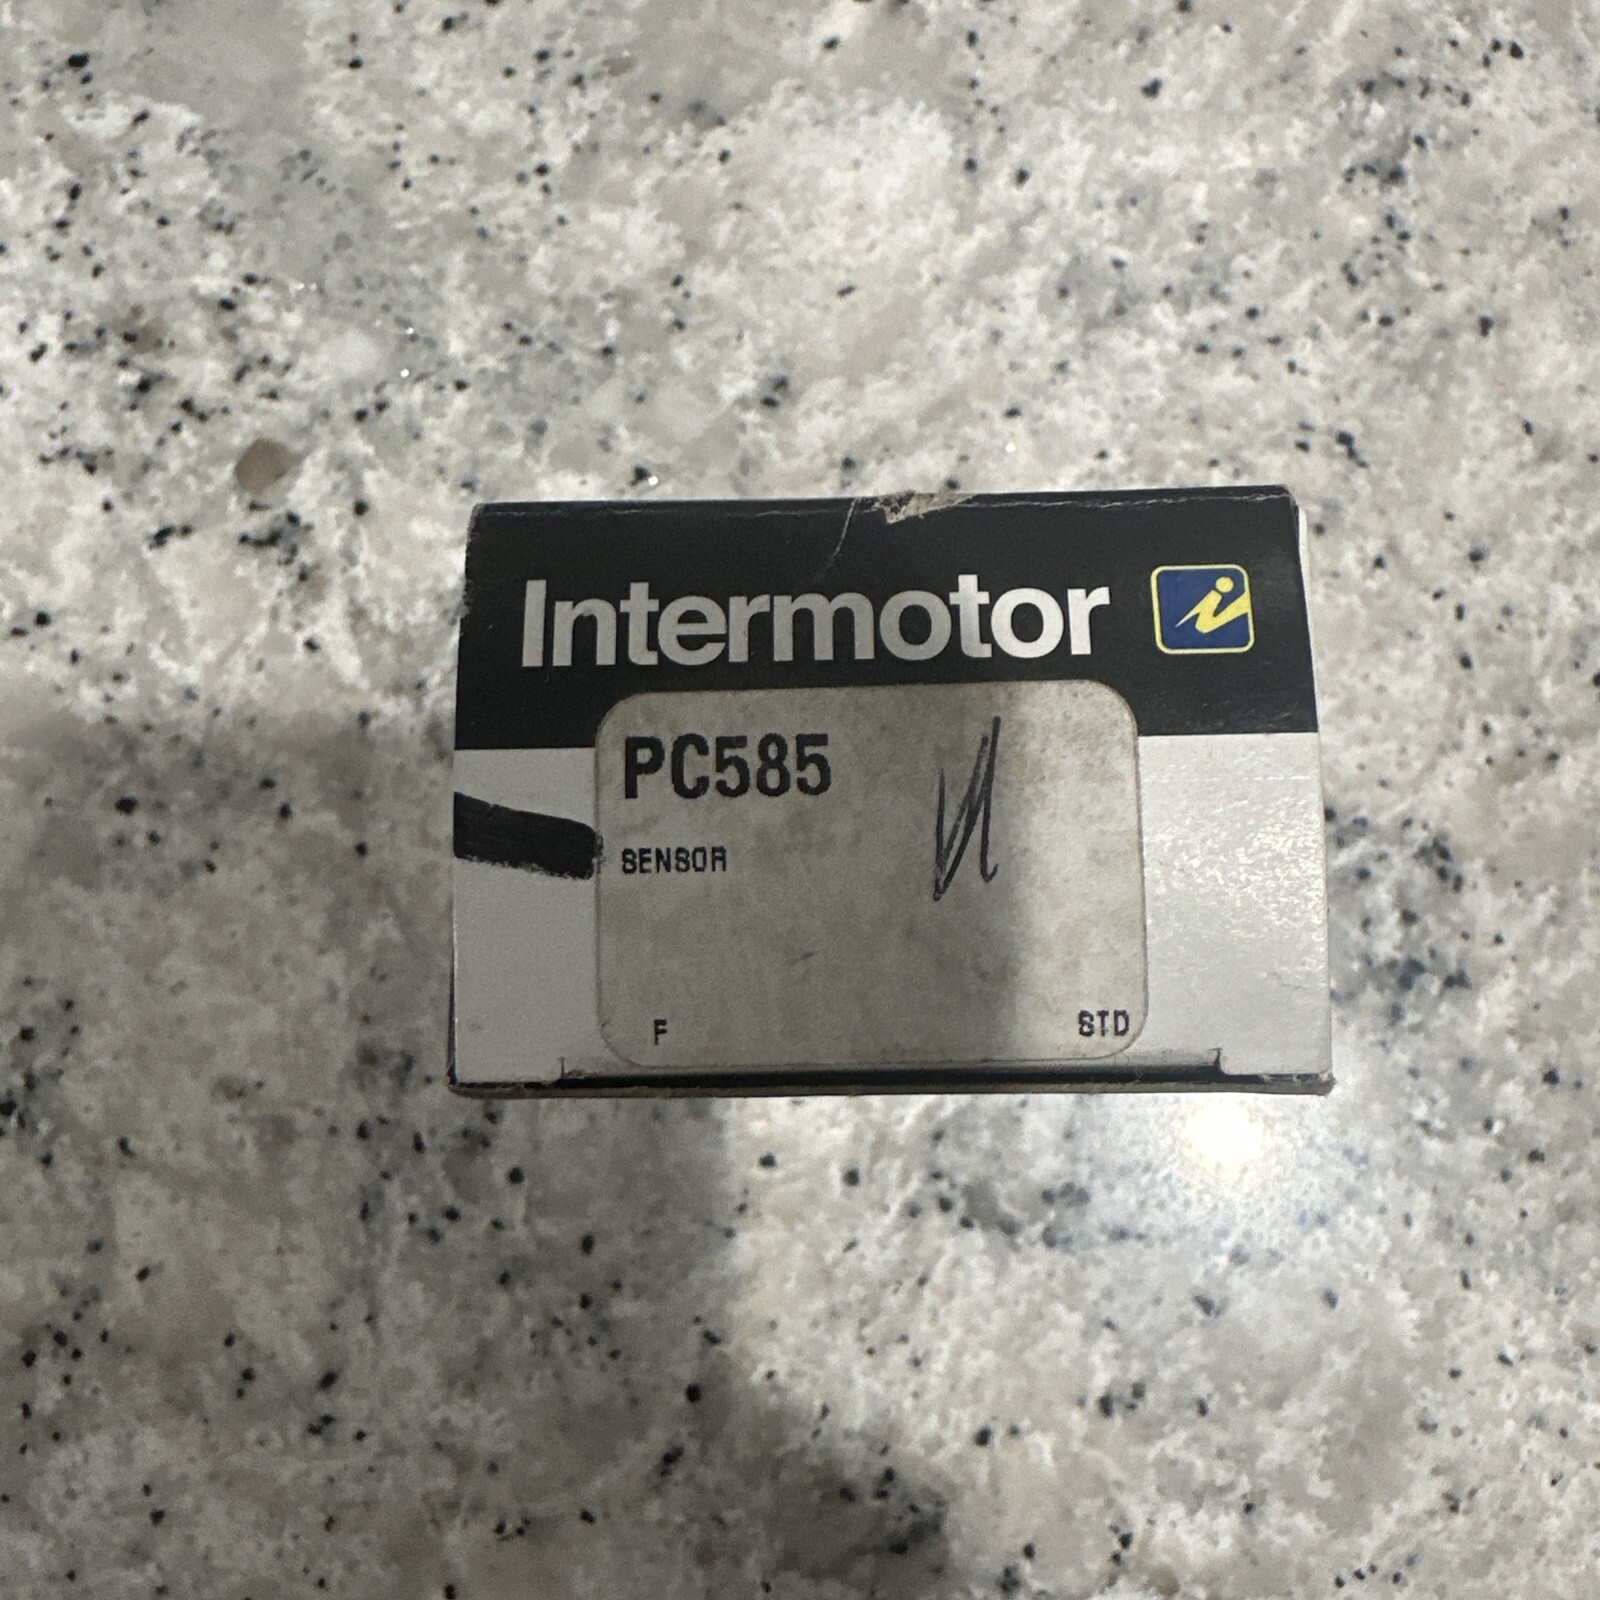 Intermotor
PC585
SENSOR
F
STD